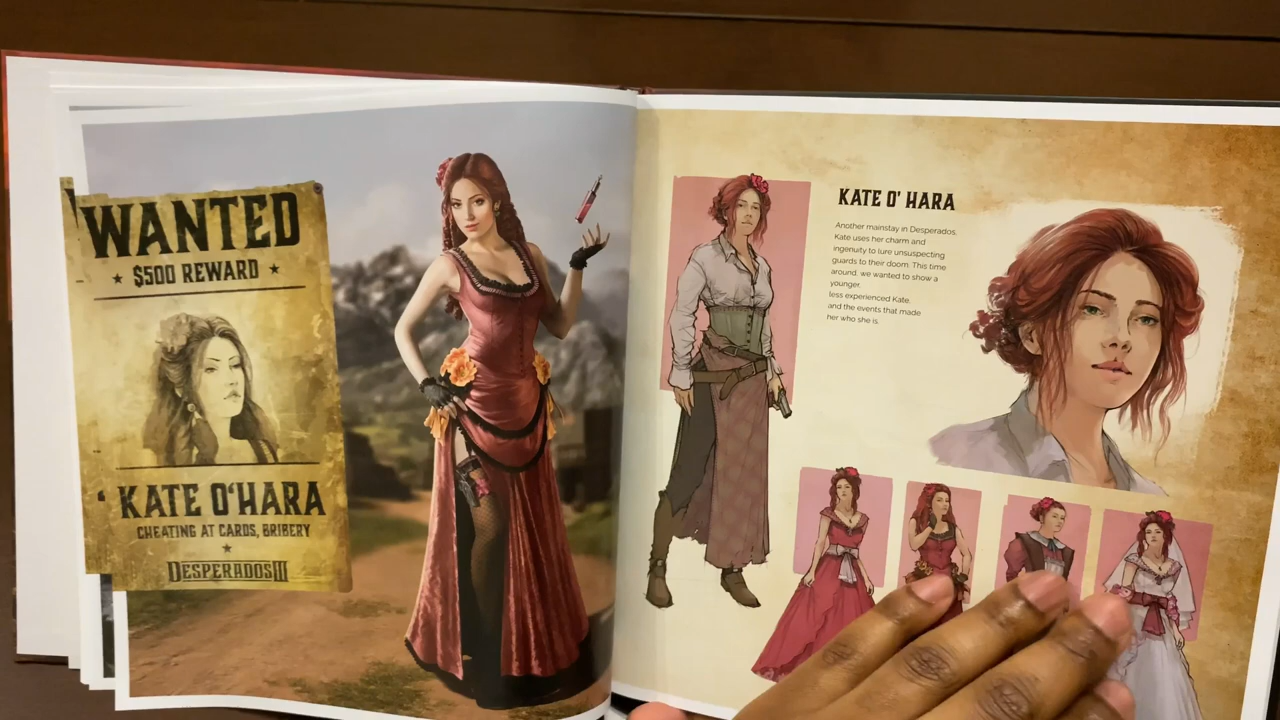 WANTED
$500 REWARD
KATE O'HARA
CHEATING AT CARDS, BRIBERY
DESPERADOS III
KATE O' HARA
Another mainstay in Desperados,
Kate uses her charm and
ingenuity to lure unsuspecting
guards to their doom. This time
around, we wanted to show a
younger,
less experienced Kate,
and the events that made
her who she is.